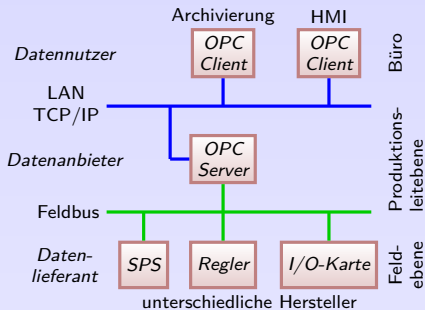 Archivierung
HMI
Datennutzer
OPC
Client
OPC
Client
Büro
LAN
TCP/IP
Datenanbieter
OPC
Server
Produktions-
leitebene
Feldbus
Daten-
lieferant
SPS
Regler
I/O-Karte
Feld-
ebene
unterschiedliche Hersteller